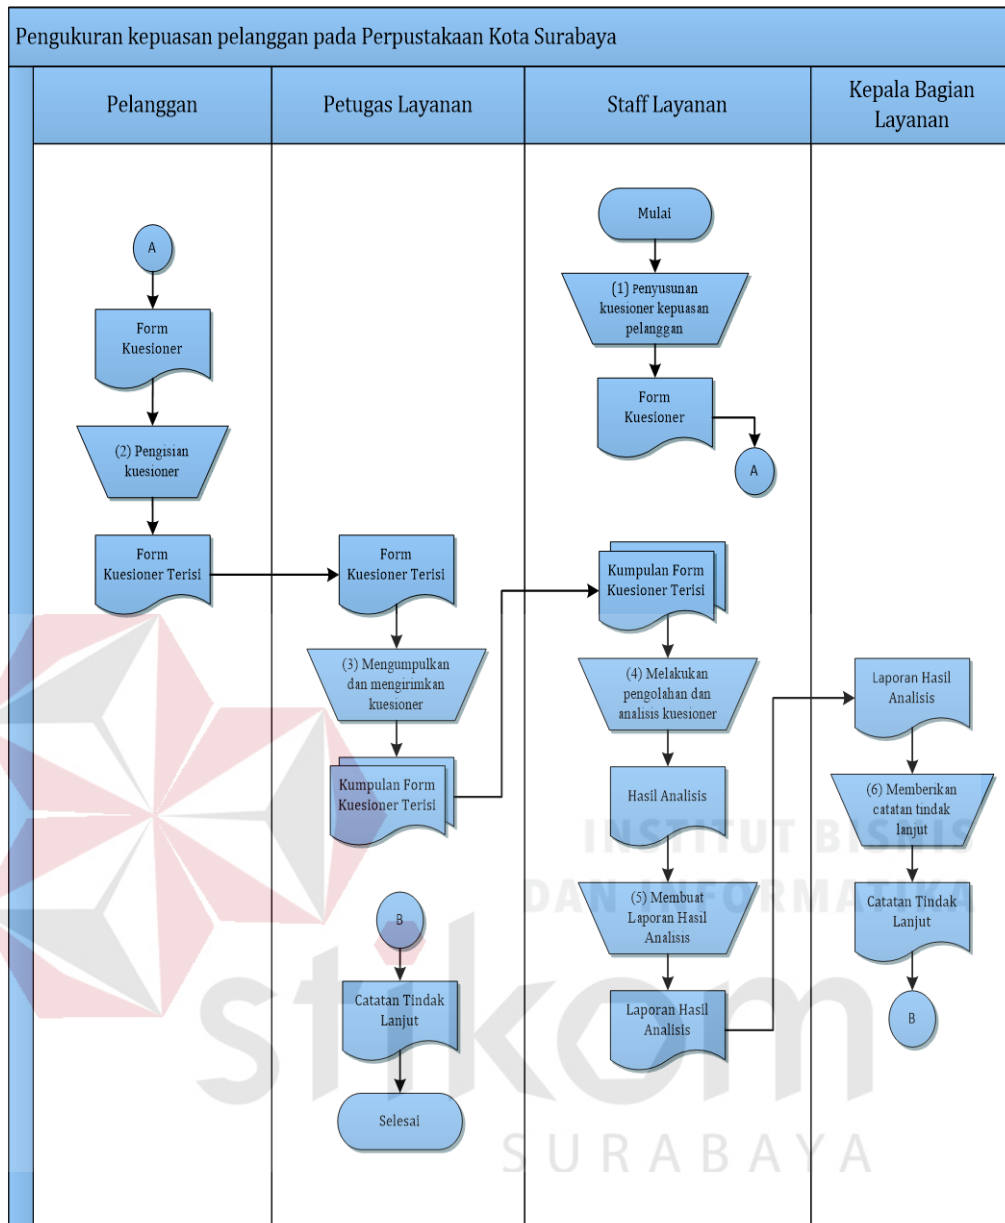 Pengukuran kepuasan pelanggan pada Perpustakaan Kota Surabaya
Pelanggan
Petugas Layanan
Staff Layanan
Kepala Bagian
Layanan
A
Form
Kuesioner
(2) Pengisian
kuesioner
Form
Kuesioner Terisi
Form
Kuesioner Terisi
(3) Mengumpulkan
dan mengirimkan
kuesioner
Kumpulan Form
Kuesioner Terisi
B
Catatan Tindak
Lanjut
Selesai
Mulai
(1) Penyusunan
kuesioner kepuasan
pelanggan
Form
Kuesioner
A
Kumpulan Form
Kuesioner Terisi
(4) Melakukan
pengolahan dan
analisis kuesioner
Hasil Analisis
(5) Membuat
Laporan Hasil
Analisis
Laporan Hasil
Analisis
Laporan Hasil
Analisis
(6) Memberikan
catatan tindak
lanjut
Catatan Tindak
Lanjut
B
INSTITUT BISNIS
DAN INFORMATIKA
stikom
SURABAYA